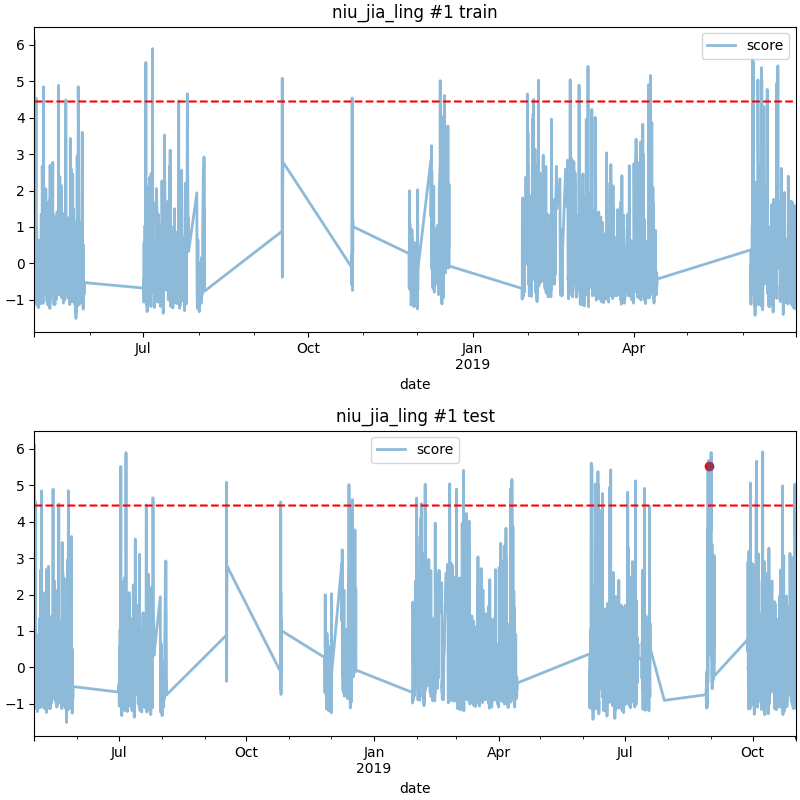 niu_jia_ling #1 train
score
6
5
4
3
2
1
0
−1
Jul Oct Jan Apr
2019
date
niu_jia_ling #1 test
score
6
5
4
3
2
1
0
−1
Jul Oct Jan Apr Jul Oct
2019
date